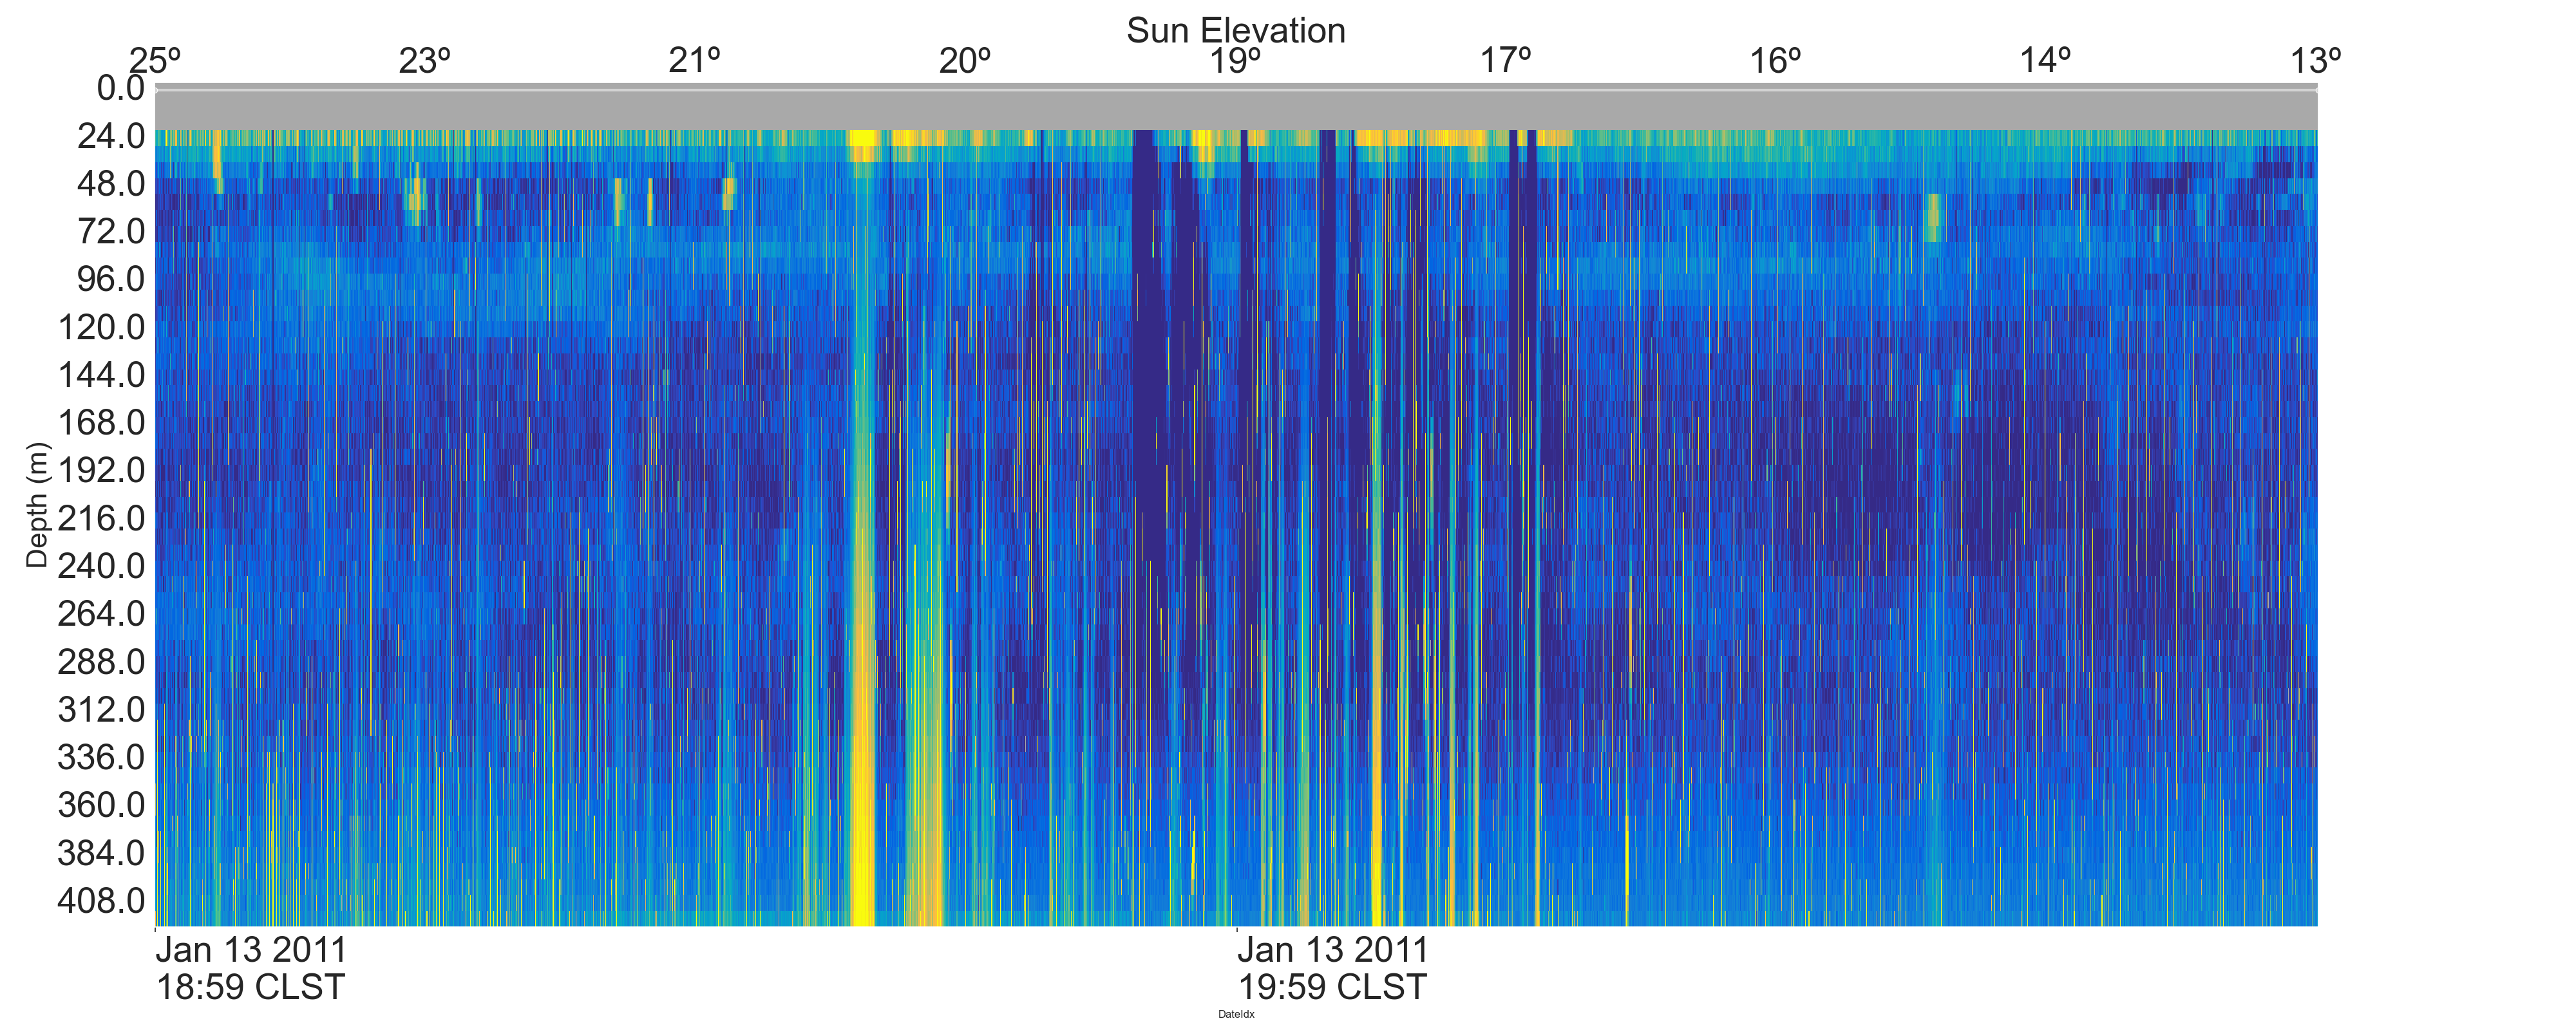 Sun Elevation
25º 23º 21º 20º 19º 17º 16º 14º 13º
0.0
24.0
48.0
72.0
96.0
120.0
144.0
168.0
192.0
216.0
240.0
264.0
288.0
312.0
336.0
360.0
384.0
408.0
Depth (m)
Jan 13 2011
18:59 CLST
Jan 13 2011
19:59 CLST
DateIdx